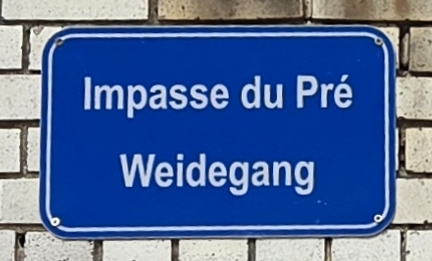 Impasse du Pré
Weidegang